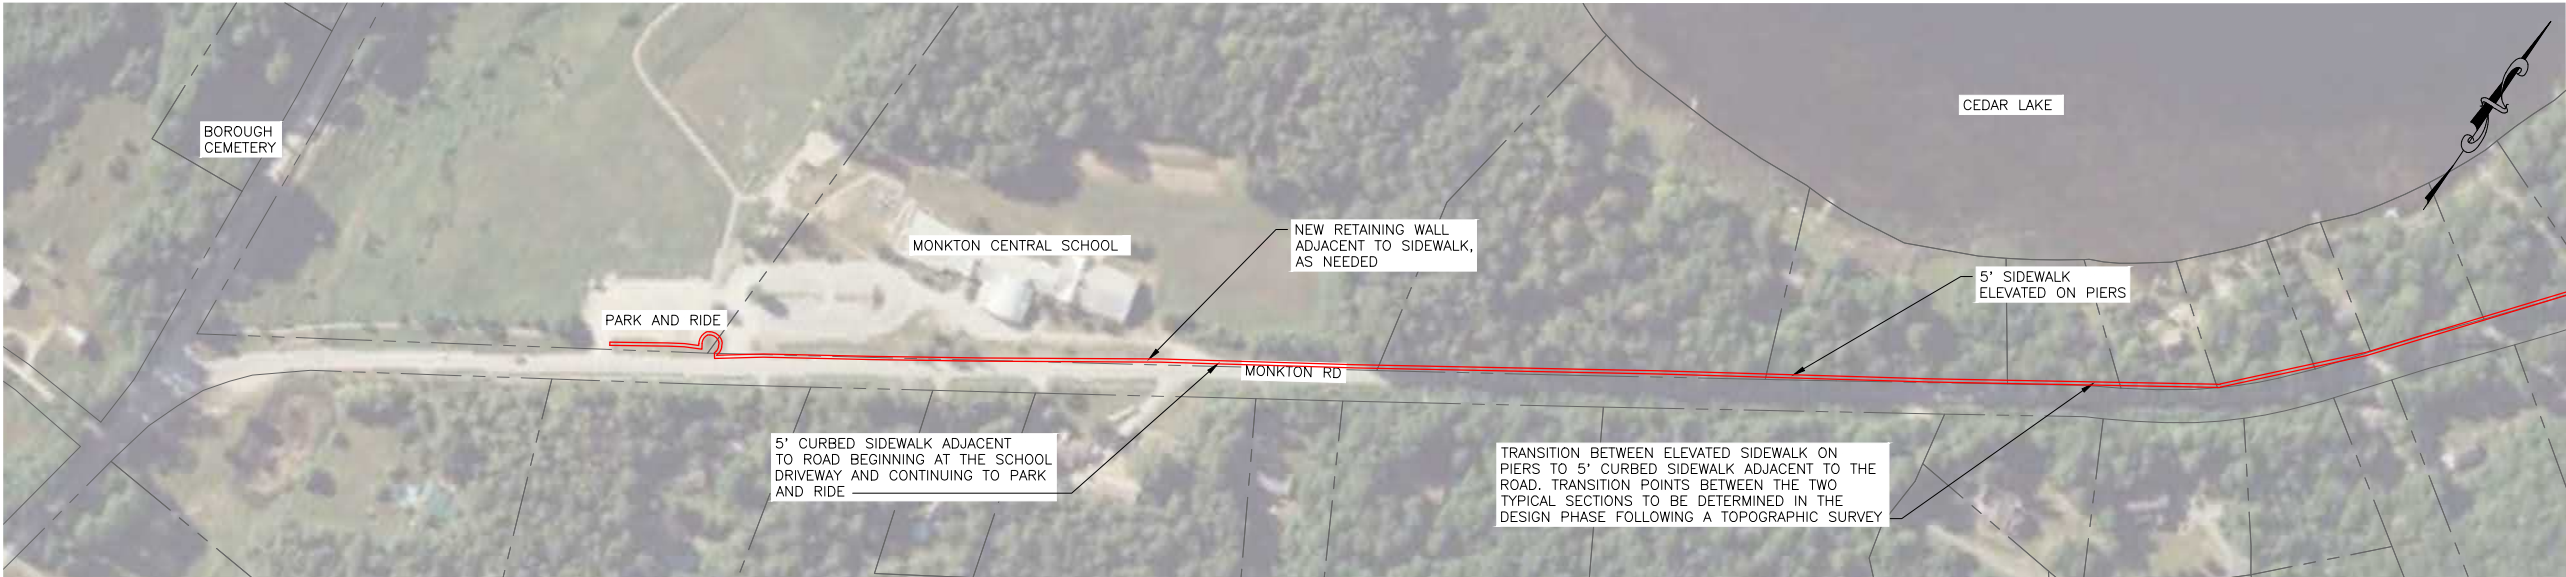 BOROUGH
CEMETERY
CEDAR LAKE
MONKTON CENTRAL SCHOOL
NEW RETAINING WALL
ADJACENT TO SIDEWALK,
AS NEEDED
5' SIDEWALK
ELEVATED ON PIERS
PARK AND RIDE
MONKTON RD
5' CURBED SIDEWALK ADJACENT
TO ROAD BEGINNING AT THE SCHOOL
DRIVEWAY AND CONTINUING TO PARK
AND RIDE
TRANSITION BETWEEN ELEVATED SIDEWALK ON
PIERS TO 5' CURBED SIDEWALK ADJACENT TO THE
ROAD. TRANSITION POINTS BETWEEN THE TWO
TYPICAL SECTIONS TO BE DETERMINED IN THE
DESIGN PHASE FOLLOWING A TOPOGRAPHIC SURVEY